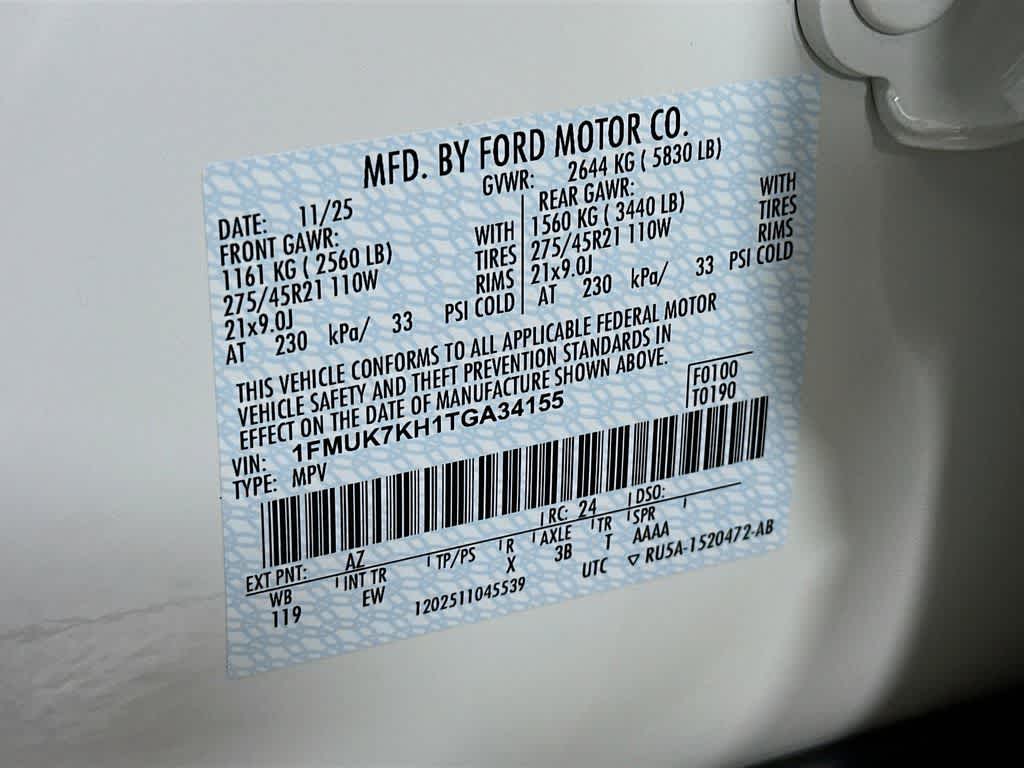 MFD. BY FORD MOTOR CO.
DATE: 11/25 GVWR: 2644 KG ( 5830 LB)
FRONT GAWR: REAR GAWR:
1161 KG ( 2560 LB) WITH 1560 KG ( 3440 LB) WITH
275/45R21 110W TIRES 275/45R21 110W TIRES
21x9.0J RIMS 21x9.0J RIMS
AT 230 kPa/ 33 PSI COLD AT 230 kPa/ 33 PSI COLD
THIS VEHICLE CONFORMS TO ALL APPLICABLE FEDERAL MOTOR
VEHICLE SAFETY AND THEFT PREVENTION STANDARDS IN
EFFECT ON THE DATE OF MANUFACTURE SHOWN ABOVE.
VIN: 1FMUK7KH1TGA34155 F0100
TYPE: MPV T0190
EXT PNT: AZ RC: 24 DSO:
WB INT TR TP/PS R AXLE TR SPR
119 EW X 3B T AAAA
1202511045539 UTC ▽ RU5A-1520472-AB